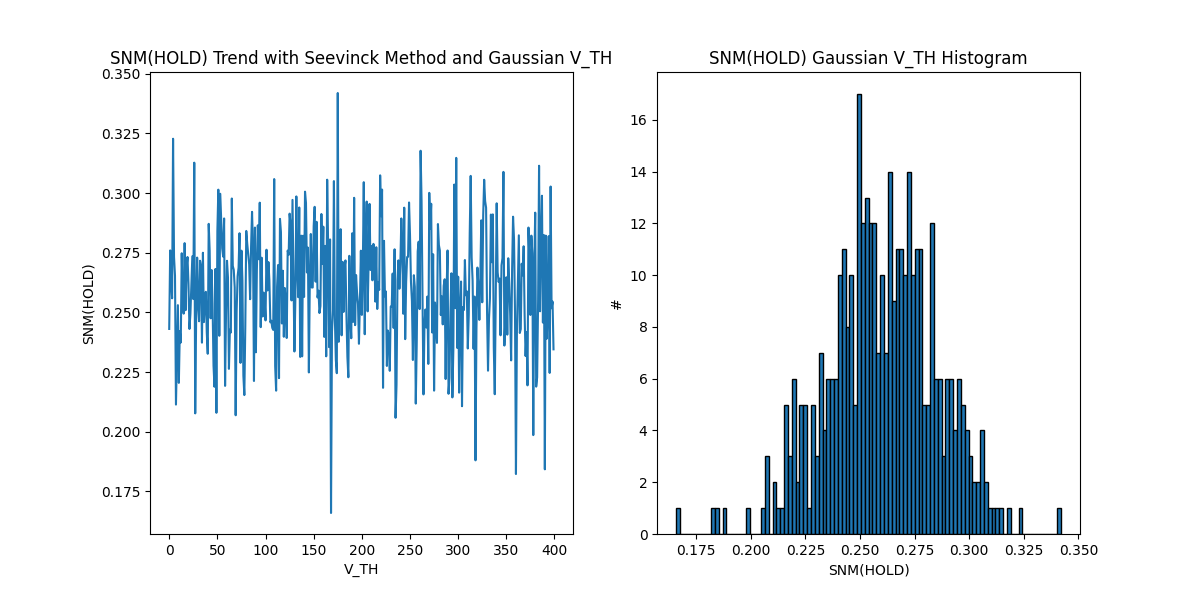 SNM(HOLD) Trend with Seevinck Method and Gaussian V_TH
0.350
0.325
0.300
0.275
0.250
0.225
0.200
0.175
SNM(HOLD)
0 50 100 150 200 250 300 350 400
V_TH
SNM(HOLD) Gaussian V_TH Histogram
16
14
12
10
8
6
4
2
0
#
0.175 0.200 0.225 0.250 0.275 0.300 0.325 0.350
SNM(HOLD)